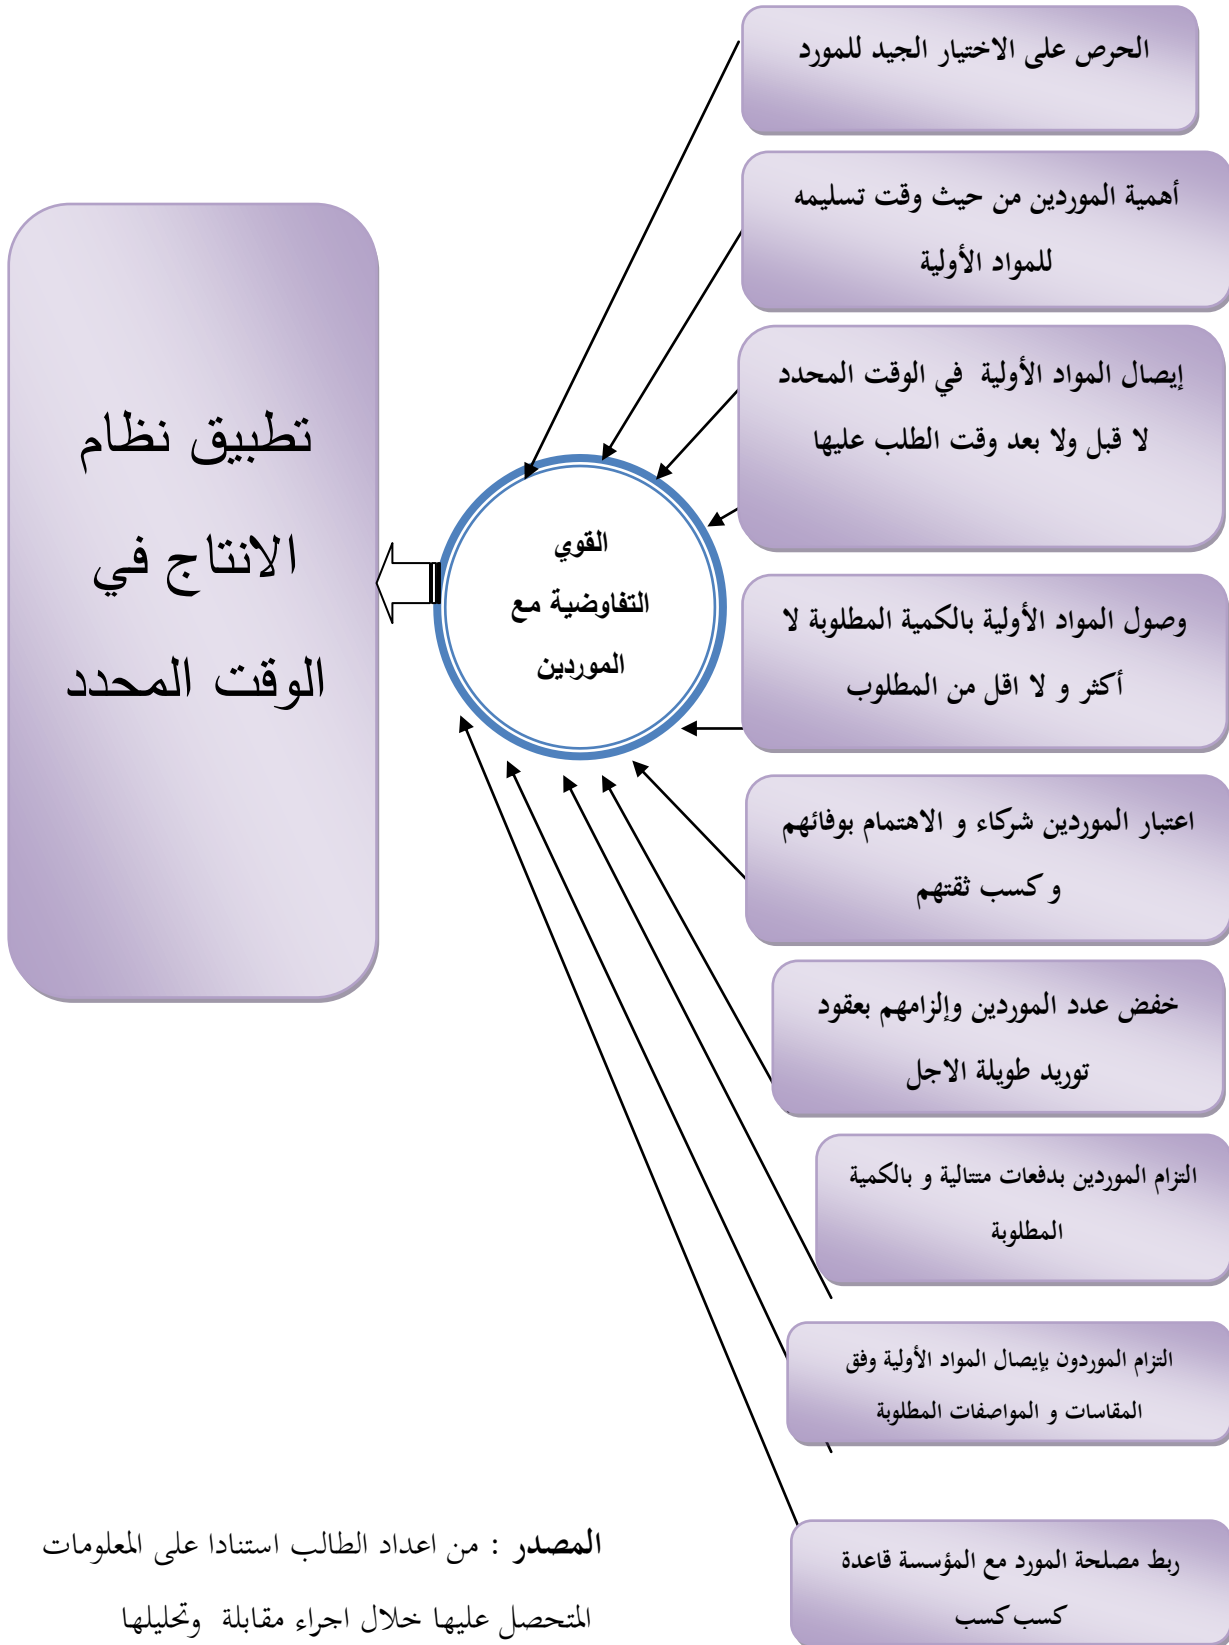 الحرص على الاختيار الجيد للمورد
أهمية الموردين من حيث وقت تسليمه
للمواد الأولية
إيصال المواد الأولية في الوقت المحدد
لا قبل ولا بعد وقت الطلب عليها
وصول المواد الأولية بالكمية المطلوبة لا
أكثر و لا اقل من المطلوب
اعتبار الموردين شركاء و الاهتمام بوفائهم
و كسب ثقتهم
خفض عدد الموردين وإلزامهم بعقود
توريد طويلة الاجل
التزام الموردين بدفعات متتالية و بالكمية
المطلوبة
التزام الموردون بإيصال المواد الأولية وفق
المقاسات و المواصفات المطلوبة
ربط مصلحة المورد مع المؤسسة قاعدة
كسب كسب
القوي
التفاوضية مع
الموردين
تطبيق نظام
الانتاج في
الوقت المحدد
المصدر : من اعداد الطالب استنادا على المعلومات
المتحصل عليها خلال اجراء مقابلة وتحليلها